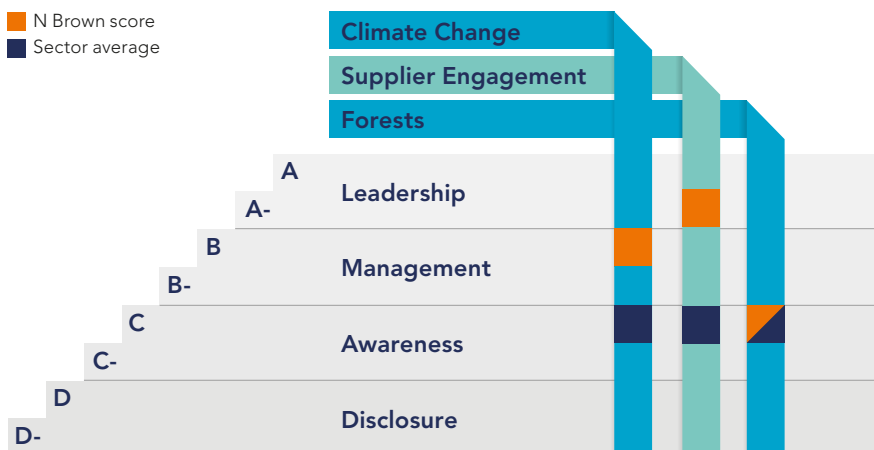 N Brown score
Sector average
Climate Change
Supplier Engagement
Forests
A
Leadership
A-
B
Management
B-
C
Awareness
C-
D
Disclosure
D-